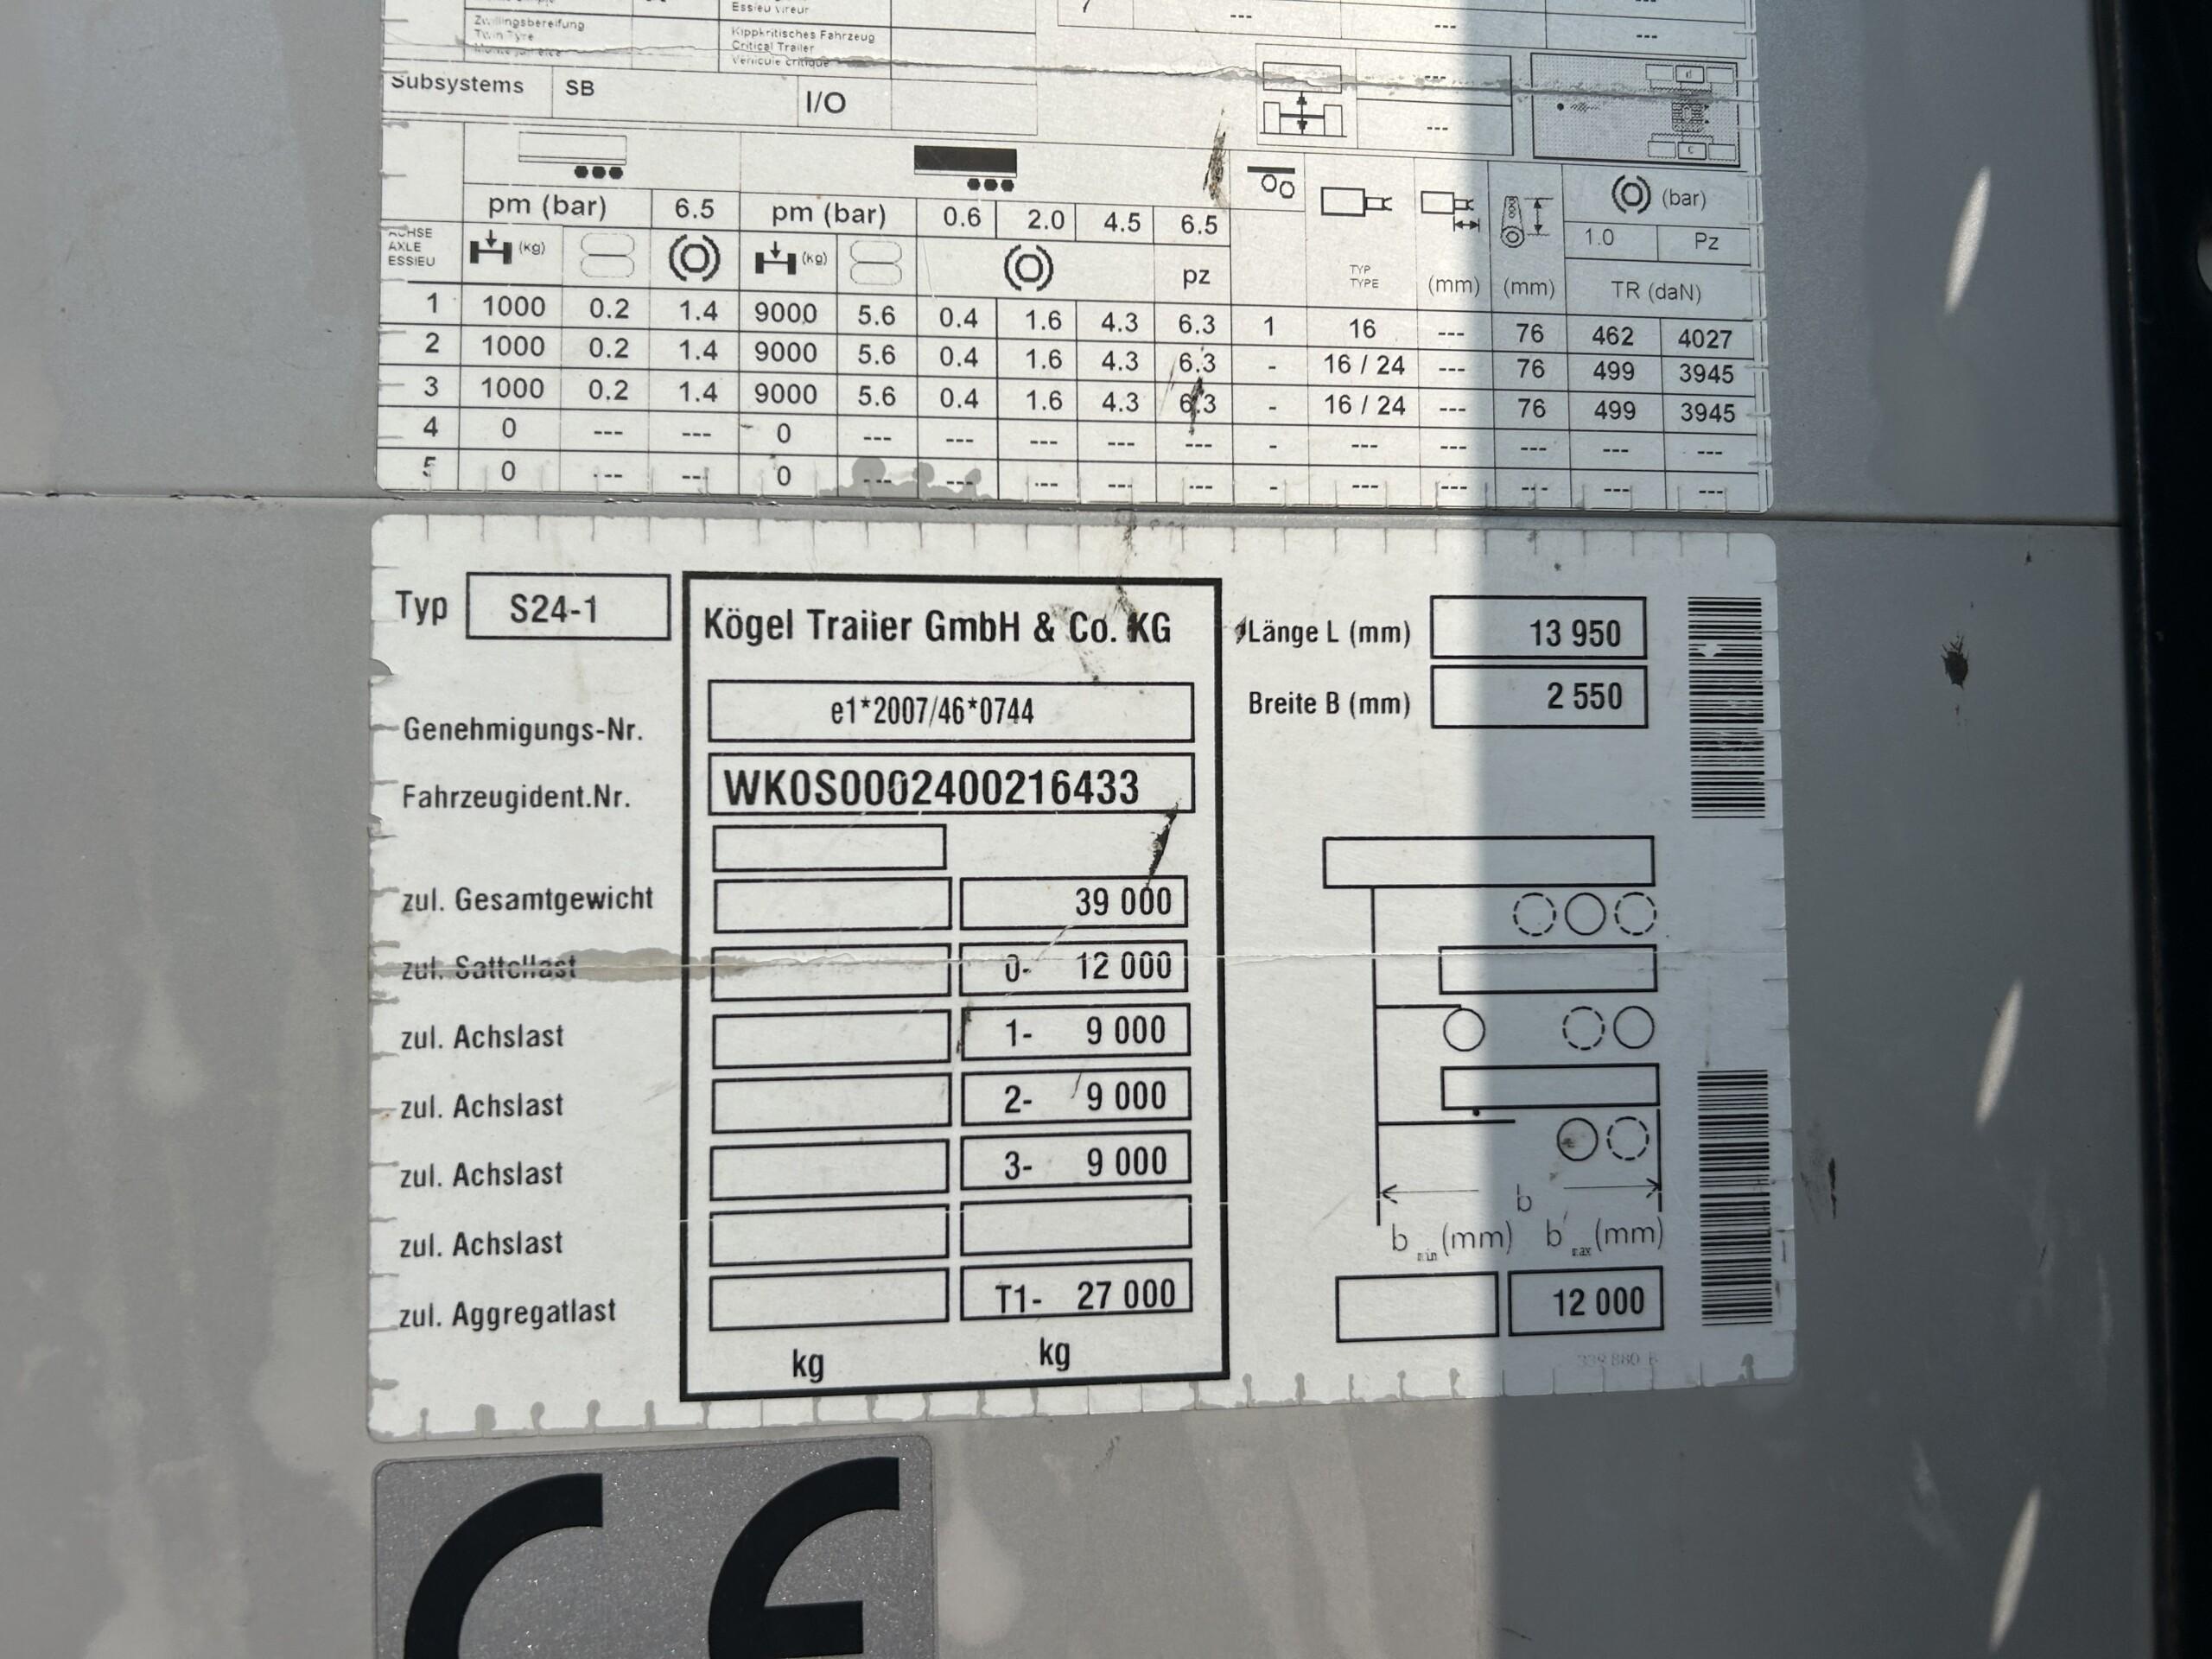 Essieu vireur
7
---
---
---
Zwillingsbereifung
Twin Tyre
Kippkritisches Fahrzeug
Critical Trailer
Vehicule critique
---
---
Subsystems SB I/O
pm (bar) 6.5 pm (bar) 0.6 2.0 4.5 6.5 (bar)
1.0 Pz
ACHSE
AXLE
ESSIEU
(kg) (kg) pz
TYP
TYPE
(mm) (mm) TR (daN)
1 1000 0.2 1.4 9000 5.6 0.4 1.6 4.3 6.3 1 16 --- 76 462 4027
2 1000 0.2 1.4 9000 5.6 0.4 1.6 4.3 6.3 - 16 / 24 --- 76 499 3945
3 1000 0.2 1.4 9000 5.6 0.4 1.6 4.3 6.3 - 16 / 24 --- 76 499 3945
4 0 --- --- 0 --- --- --- --- --- - --- --- --- --- ---
5 0 --- --- 0 --- --- --- --- --- - --- --- --- --- ---
Typ S24-1
Kögel Trailer GmbH & Co. KG
Länge L (mm) 13 950
Breite B (mm) 2 550
Genehmigungs-Nr. e1*2007/46*0744
Fahrzeugident.Nr. WK0S0002400216433
zul. Gesamtgewicht 39 000
zul. Sattellast 0- 12 000
zul. Achslast 1- 9 000
zul. Achslast 2- 9 000
zul. Achslast 3- 9 000
zul. Achslast
zul. Aggregatlast T1- 27 000
kg kg
b
b min (mm) b max (mm)
12 000
CE